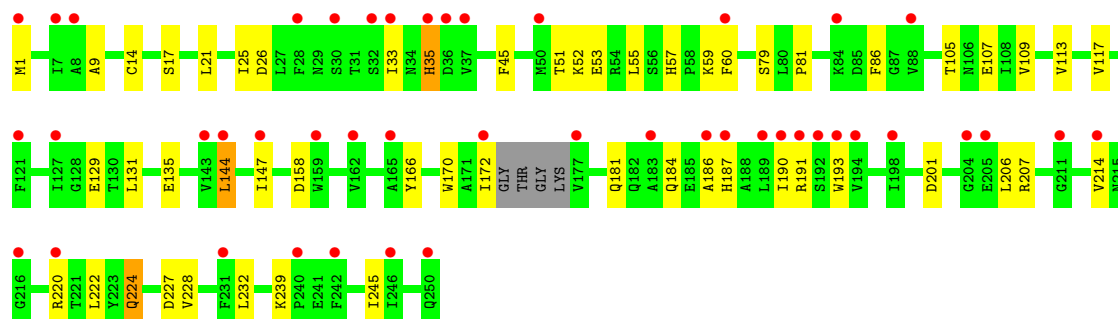 M1 I7 A8 A9 C14 S17 L21 I25 D26 L27 F28 N29 S30 T31 S32 I33 N34 H35 D36 V37 F45 M50 T51 K52 E53 R54 L55 S56 H57 P58 K59 F60 S79 L80 P81 K84 D85 F86 G87 V88 T105 N106 E107 I108 V109 V113 V117
F121 I127 G128 E129 T130 L131 E135 V143 L144 I147 D158 W159 V162 A165 Y166 W170 A171 I172 GLY THR GLY LYS V177 Q181 Q182 A183 Q184 E185 A186 H187 A188 L189 I190 R191 S192 W193 V194 I198 D201 G204 E205 L206 R207 G211 V214 N215
G216 R220 T221 L222 Y223 Q224 D227 V228 F231 L232 K239 P240 E241 F242 I245 I246 Q250